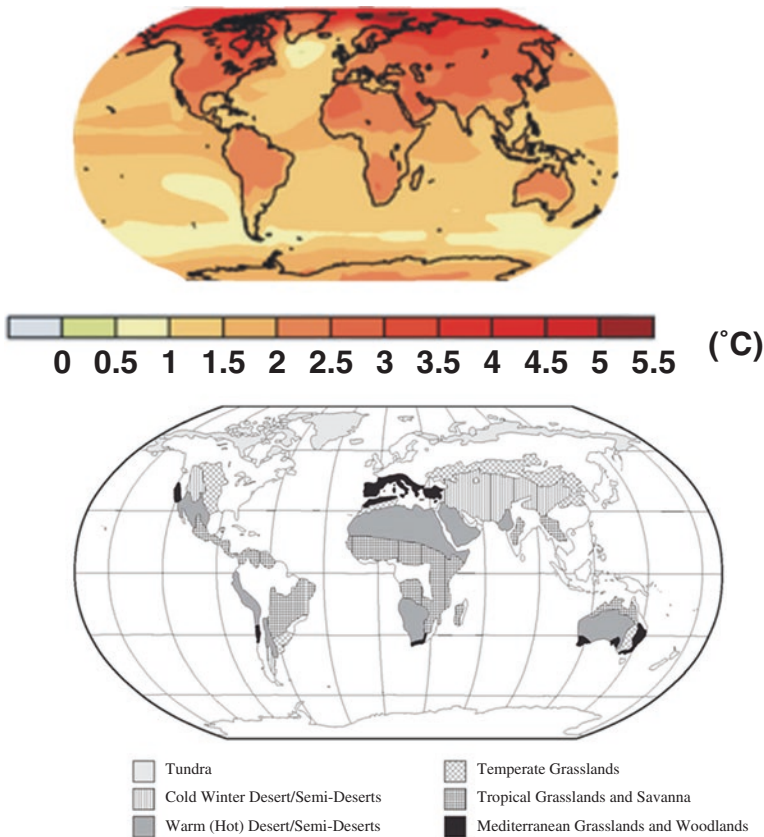 0 0.5 1 1.5 2 2.5 3 3.5 4 4.5 5 5.5 (˚C)
Tundra
Cold Winter Desert/Semi-Deserts
Warm (Hot) Desert/Semi-Deserts
Temperate Grasslands
Tropical Grasslands and Savanna
Mediterranean Grasslands and Woodlands